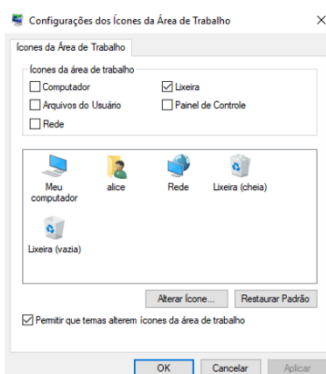 Configurações dos Ícones da Área de Trabalho
Ícones da Área de Trabalho
Ícones da área de trabalho
Computador
Lixeira
Arquivos do Usuário
Painel de Controle
Rede
Meu computador
alice
Rede
Lixeira (cheia)
Lixeira (vazia)
Alterar Ícone...
Restaurar Padrão
Permitir que temas alterem ícones da área de trabalho
OK
Cancelar
Aplicar